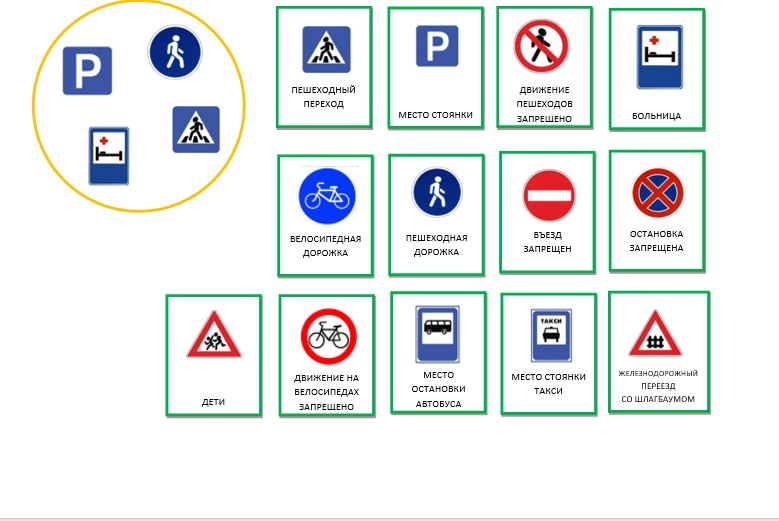 P
ПЕШЕХОДНЫЙ
ПЕРЕХОД
P
МЕСТО СТОЯНКИ
ДВИЖЕНИЕ
ПЕШЕХОДОВ
ЗАПРЕЩЕНО
БОЛЬНИЦА
ВЕЛОСИПЕДНАЯ
ДОРОЖКА
ПЕШЕХОДНАЯ
ДОРОЖКА
ВЪЕЗД
ЗАПРЕЩЕН
ОСТАНОВКА
ЗАПРЕЩЕНА
ДЕТИ
ДВИЖЕНИЕ НА
ВЕЛОСИПЕДАХ
ЗАПРЕЩЕНО
МЕСТО
ОСТАНОВКИ
АВТОБУСА
ТАКСИ
МЕСТО СТОЯНКИ
ТАКСИ
ЖЕЛЕЗНОДОРОЖНЫЙ
ПЕРЕЕЗД
СО ШЛАГБАУМОМ